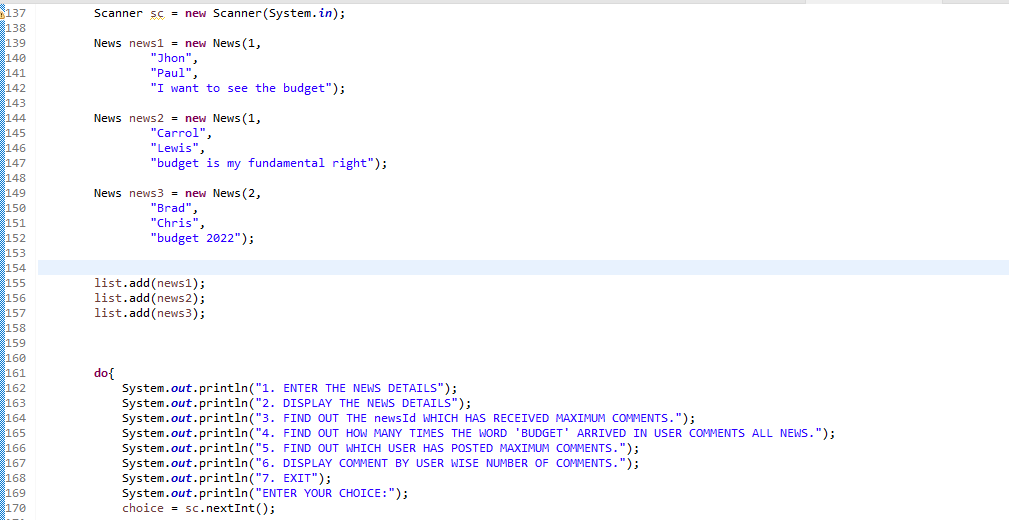 137 Scanner sc = new Scanner(System.in);
138
139 News news1 = new News(1,
140 "Jhon",
141 "Paul",
142 "I want to see the budget");
143
144 News news2 = new News(1,
145 "Carrol",
146 "Lewis",
147 "budget is my fundamental right");
148
149 News news3 = new News(2,
150 "Brad",
151 "Chris",
152 "budget 2022");
153
154
155 list.add(news1);
156 list.add(news2);
157 list.add(news3);
158
159
160
161 do{
162 System.out.println("1. ENTER THE NEWS DETAILS");
163 System.out.println("2. DISPLAY THE NEWS DETAILS");
164 System.out.println("3. FIND OUT THE newsId WHICH HAS RECEIVED MAXIMUM COMMENTS.");
165 System.out.println("4. FIND OUT HOW MANY TIMES THE WORD 'BUDGET' ARRIVED IN USER COMMENTS ALL NEWS.");
166 System.out.println("5. FIND OUT WHICH USER HAS POSTED MAXIMUM COMMENTS.");
167 System.out.println("6. DISPLAY COMMENT BY USER WISE NUMBER OF COMMENTS.");
168 System.out.println("7. EXIT");
169 System.out.println("ENTER YOUR CHOICE:");
170 choice = sc.nextInt();